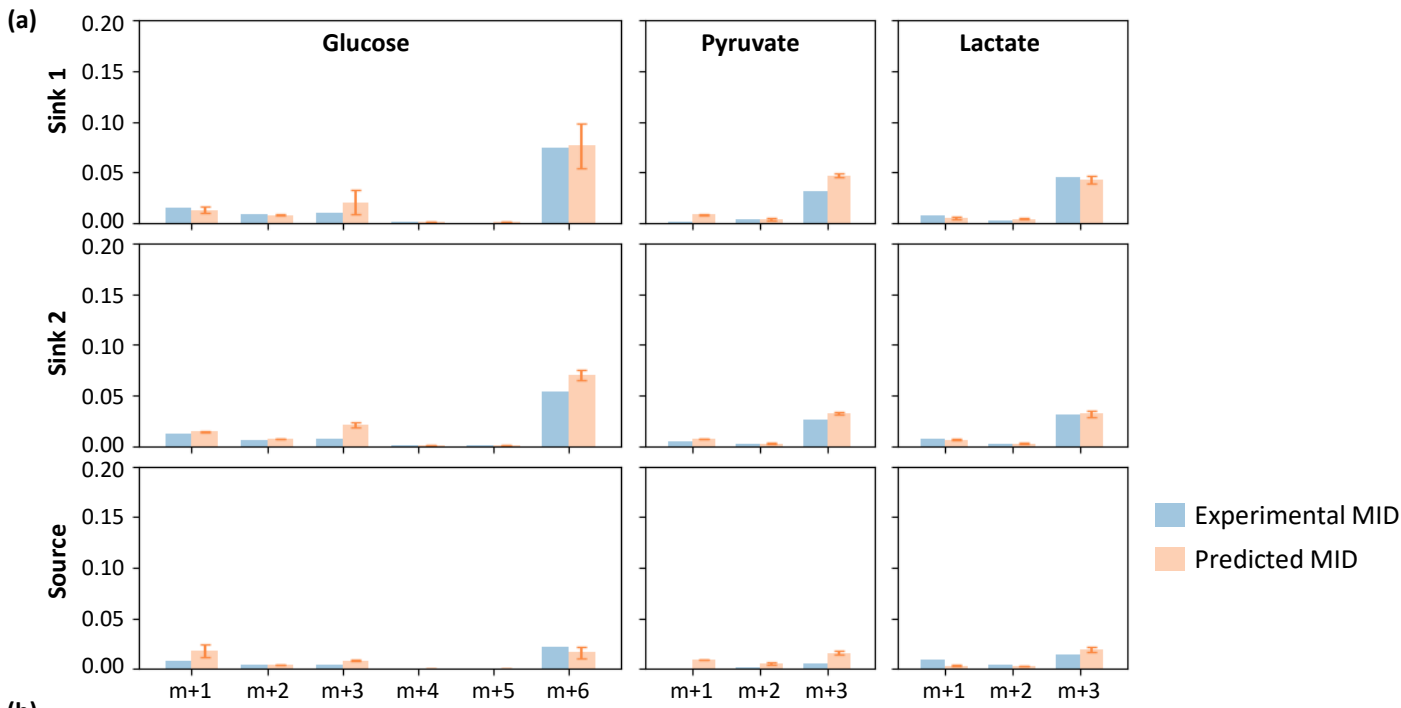 (a)
Glucose
Pyruvate
Lactate
Sink 1
0.20
0.15
0.10
0.05
0.00
Sink 2
0.20
0.15
0.10
0.05
0.00
Source
0.20
0.15
0.10
0.05
0.00
Experimental MID
Predicted MID
m+1 m+2 m+3 m+4 m+5 m+6 m+1 m+2 m+3 m+1 m+2 m+3